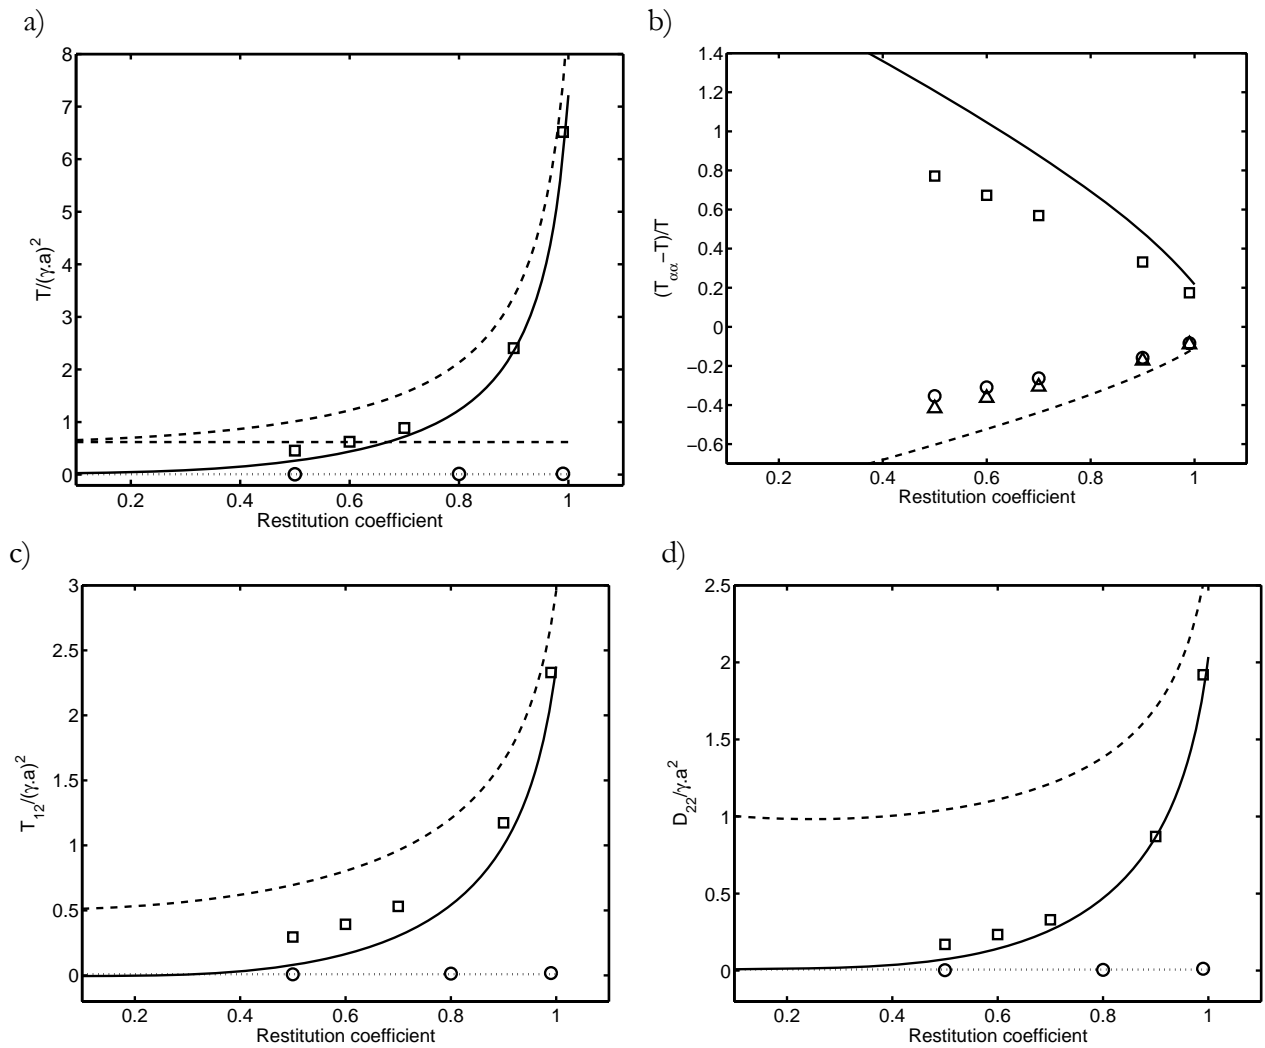 a)
8
7
6
5
4
3
2
1
0
T/(γ.a)²
0.2 0.4 0.6 0.8 1
Restitution coefficient
b)
1.4
1.2
1
0.8
0.6
0.4
0.2
0
−0.2
−0.4
−0.6
(Tαα−T)/T
0.2 0.4 0.6 0.8 1
Restitution coefficient
c)
3
2.5
2
1.5
1
0.5
0
T₁₂/(γ.a)²
0.2 0.4 0.6 0.8 1
Restitution coefficient
d)
2.5
2
1.5
1
0.5
0
D₂₂/γ.a²
0.2 0.4 0.6 0.8 1
Restitution coefficient